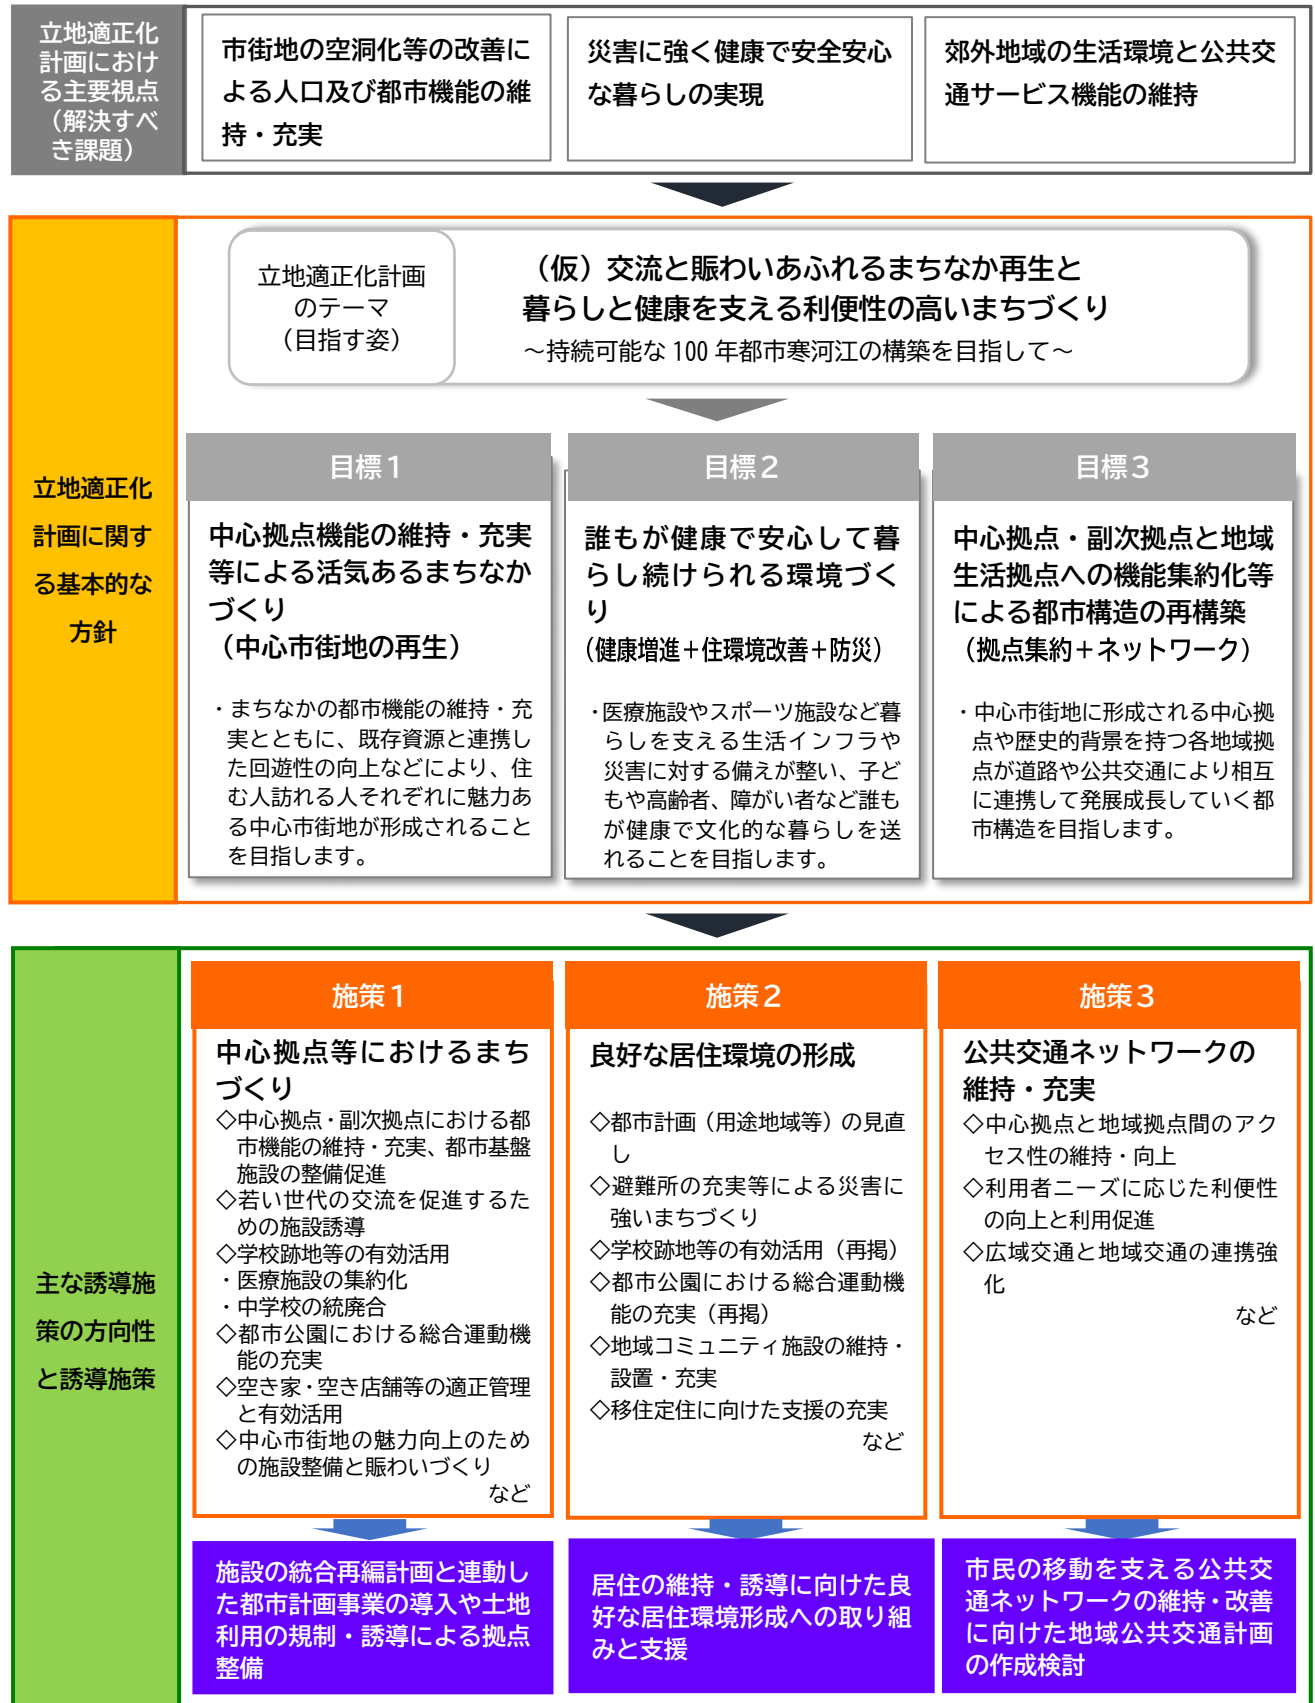 立地適正化
計画におけ
る主要視点
（解決すべ
き課題）
市街地の空洞化等の改善に
よる人口及び都市機能の維
持・充実
災害に強く健康で安全安心
な暮らしの実現
郊外地域の生活環境と公共交
通サービス機能の維持
立地適正化
計画に関す
る基本的な
方針
立地適正化計画
のテーマ
（目指す姿）
（仮）交流と賑わいあふれるまちなか再生と
暮らしと健康を支える利便性の高いまちづくり
～持続可能な100年都市寒河江の構築を目指して～
目標１
中心拠点機能の維持・充実
等による活気あるまちなか
づくり
（中心市街地の再生）
・まちなかの都市機能の維持・充
実とともに、既存資源と連携し
た回遊性の向上などにより、住
む人訪れる人それぞれに魅力あ
る中心市街地が形成されること
を目指します。
目標２
誰もが健康で安心して暮
らし続けられる環境づく
り
（健康増進＋住環境改善＋防災）
・医療施設やスポーツ施設など暮
らしを支える生活インフラや
災害に対する備えが整い、子ど
もや高齢者、障がい者など誰も
が健康で文化的な暮らしを送
れることを目指します。
目標３
中心拠点・副次拠点と地域
生活拠点への機能集約化等
による都市構造の再構築
（拠点集約＋ネットワーク）
・中心市街地に形成される中心拠
点や歴史的背景を持つ各地域拠
点が道路や公共交通により相互
に連携して発展成長していく都
市構造を目指します。
主な誘導施
策の方向性
と誘導施策
施策１
中心拠点等におけるまち
づくり
◇中心拠点・副次拠点における都
市機能の維持・充実、都市基盤
施設の整備促進
◇若い世代の交流を促進するた
めの施設誘導
◇学校跡地等の有効活用
・医療施設の集約化
・中学校の統廃合
◇都市公園における総合運動機
能の充実
◇空き家・空き店舗等の適正管理
と有効活用
◇中心市街地の魅力向上のため
の施設整備と賑わいづくり
など
施設の統合再編計画と連動し
た都市計画事業の導入や土地
利用の規制・誘導による拠点
整備
施策２
良好な居住環境の形成
◇都市計画（用途地域等）の見直
し
◇避難所の充実等による災害に
強いまちづくり
◇学校跡地等の有効活用（再掲）
◇都市公園における総合運動機
能の充実（再掲）
◇地域コミュニティ施設の維持・
設置・充実
◇移住定住に向けた支援の充実
など
居住の維持・誘導に向けた良
好な居住環境形成への取り組
みと支援
施策３
公共交通ネットワークの
維持・充実
◇中心拠点と地域拠点間のアク
セス性の維持・向上
◇利用者ニーズに応じた利便性
の向上と利用促進
◇広域交通と地域交通の連携強
化
など
市民の移動を支える公共交
通ネットワークの維持・改善
に向けた地域公共交通計画
の作成検討